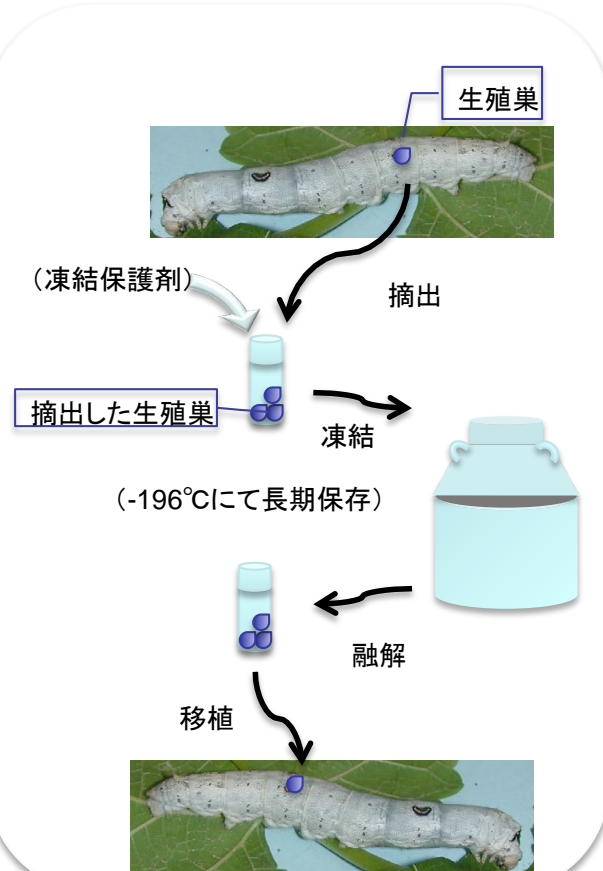 生殖巣
（凍結保護剤）
摘出
摘出した生殖巣
凍結
（-196℃にて長期保存）
融解
移植